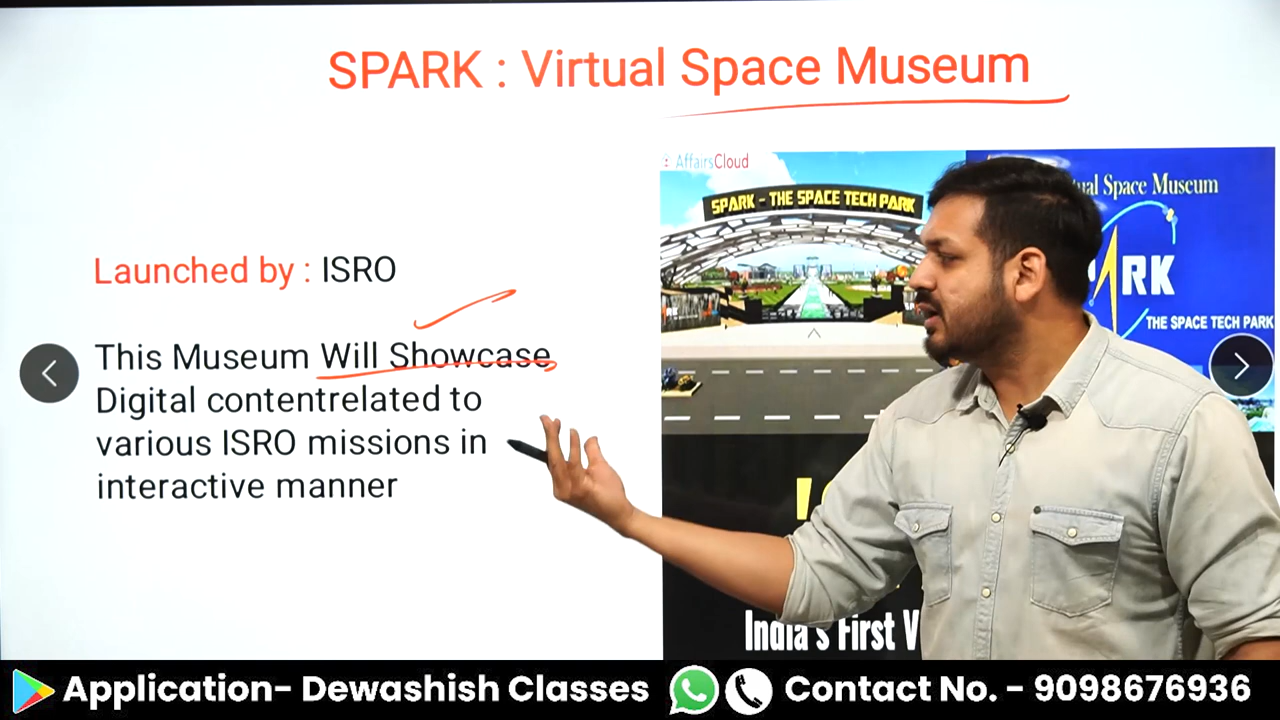 SPARK : Virtual Space Museum
AffairsCloud
SPARK - THE SPACE TECH PARK
Space Museum
THE SPACE TECH PARK
Launched by : ISRO
This Museum Will Showcase
Digital contentrelated to
various ISRO missions in
interactive manner
India's First V
Application- Dewashish Classes
Contact No. - 9098676936